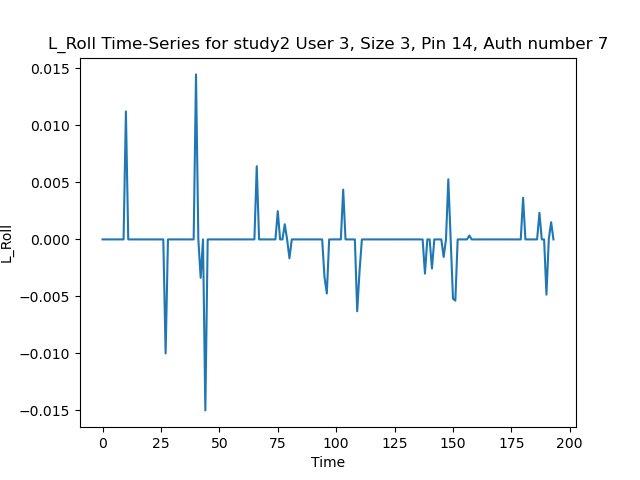 L_Roll Time-Series for study2 User 3, Size 3, Pin 14, Auth number 7
0.015
0.010
0.005
0.000
−0.005
−0.010
−0.015
L_Roll
0 25 50 75 100 125 150 175 200
Time